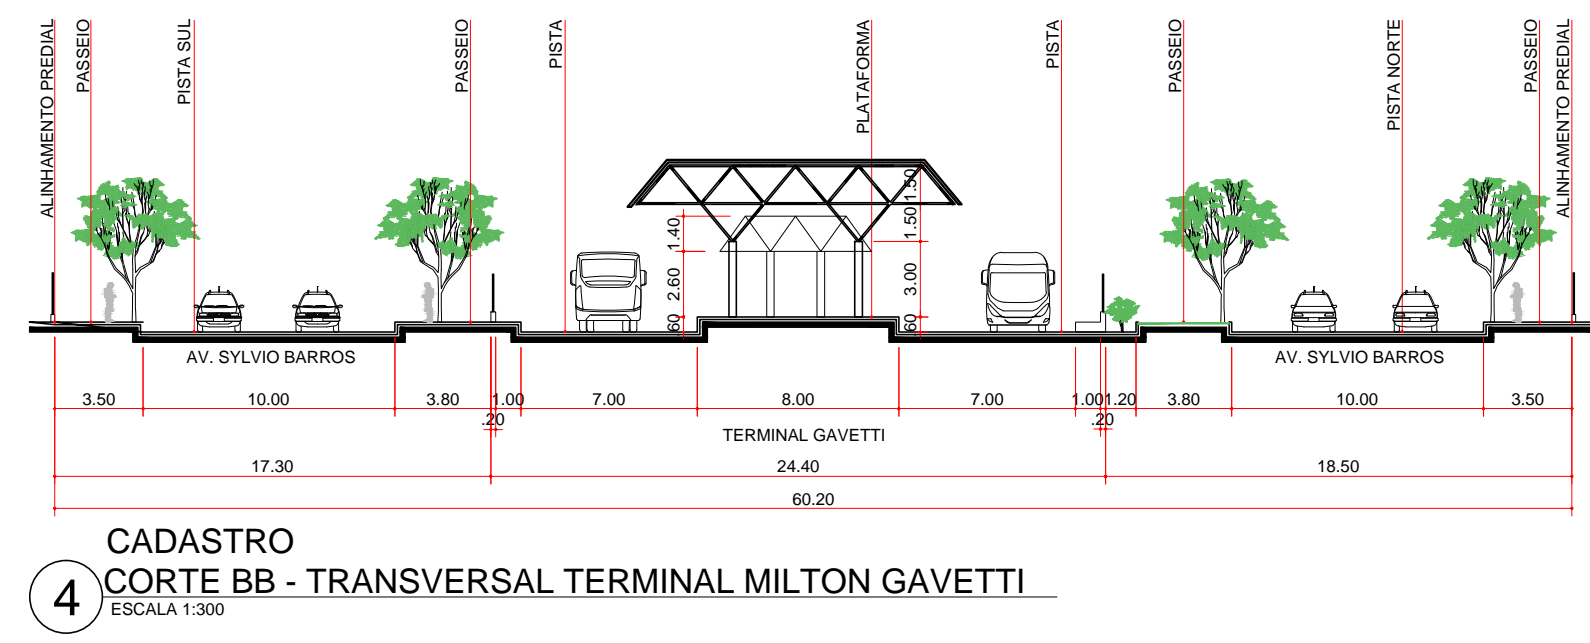 ALINHAMENTO PREDIAL
PASSEIO
PISTA SUL
PASSEIO
PISTA
PLATAFORMA
PISTA
PASSEIO
PISTA NORTE
PASSEIO
ALINHAMENTO PREDIAL
1.40
2.60
.60
1.50
1.50
3.00
.60
AV. SYLVIO BARROS
AV. SYLVIO BARROS
3.50 10.00 3.80 1.00 7.00 8.00 7.00 1.00 1.20 3.80 10.00 3.50
.20 .20
TERMINAL GAVETTI
17.30 24.40 18.50
60.20
CADASTRO
4 CORTE BB - TRANSVERSAL TERMINAL MILTON GAVETTI
ESCALA 1:300